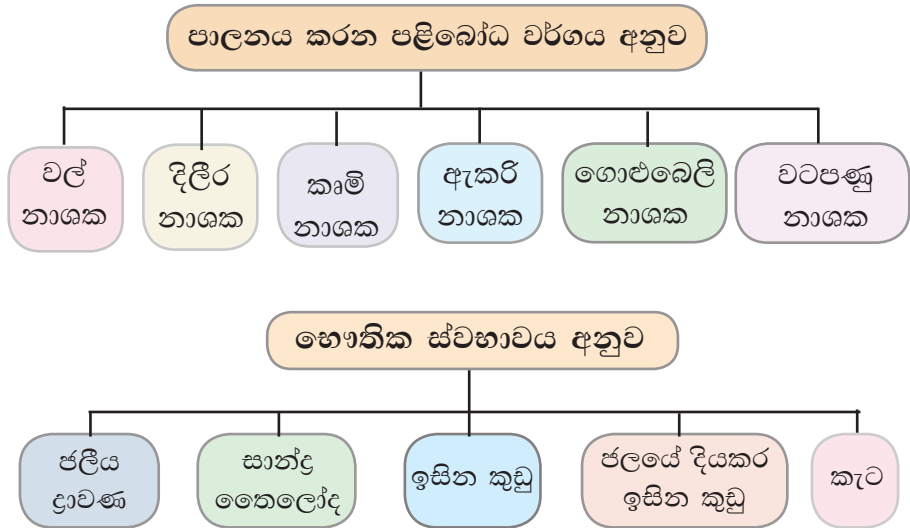 පාලනය කරන පළිබෝධ වර්ගය අනුව
වල්
නාශක
දිලීර
නාශක
කෘමි
නාශක
ඇකරි
නාශක
ගොළුබෙලි
නාශක
වටපණු
නාශක
භෞතික ස්වභාවය අනුව
ජලීය
ද්‍රාවණ
සාන්ද්‍ර
තෛලෝද
ඉසින කුඩු
ජලයේ දියකර
ඉසින කුඩු
කැට